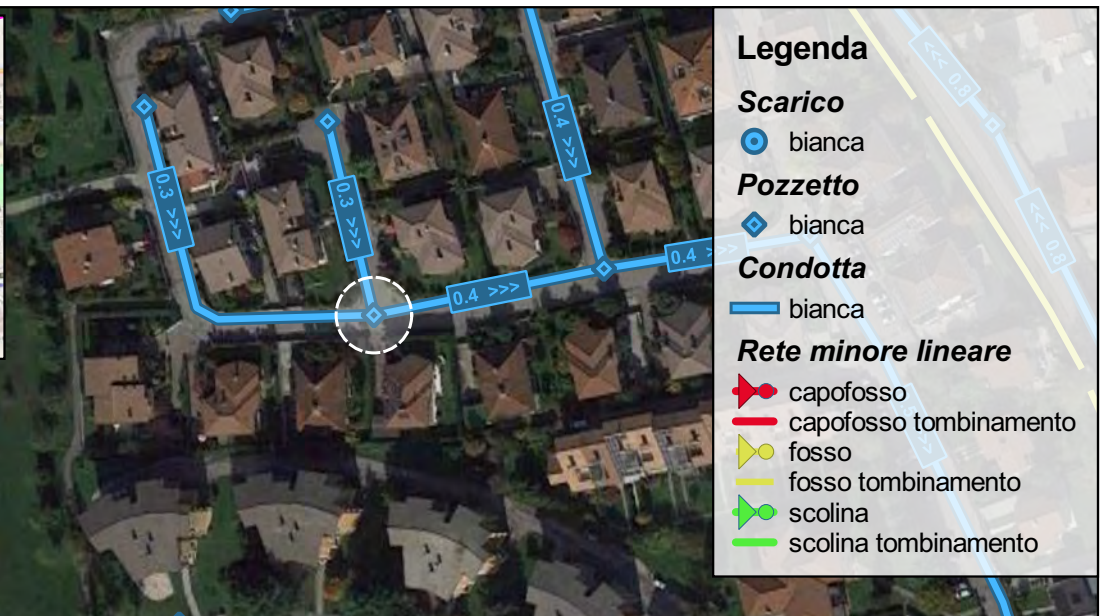 0.3 >>>
0.3 >>>
0.4 >>>
0.4 >>>
0.4 >>>
<<< 0.8
<<< 0.8
Legenda
Scarico
bianca
Pozzetto
bianca
Condotta
bianca
Rete minore lineare
capofosso
capofosso tombinamento
fosso
fosso tombinamento
scolina
scolina tombinamento